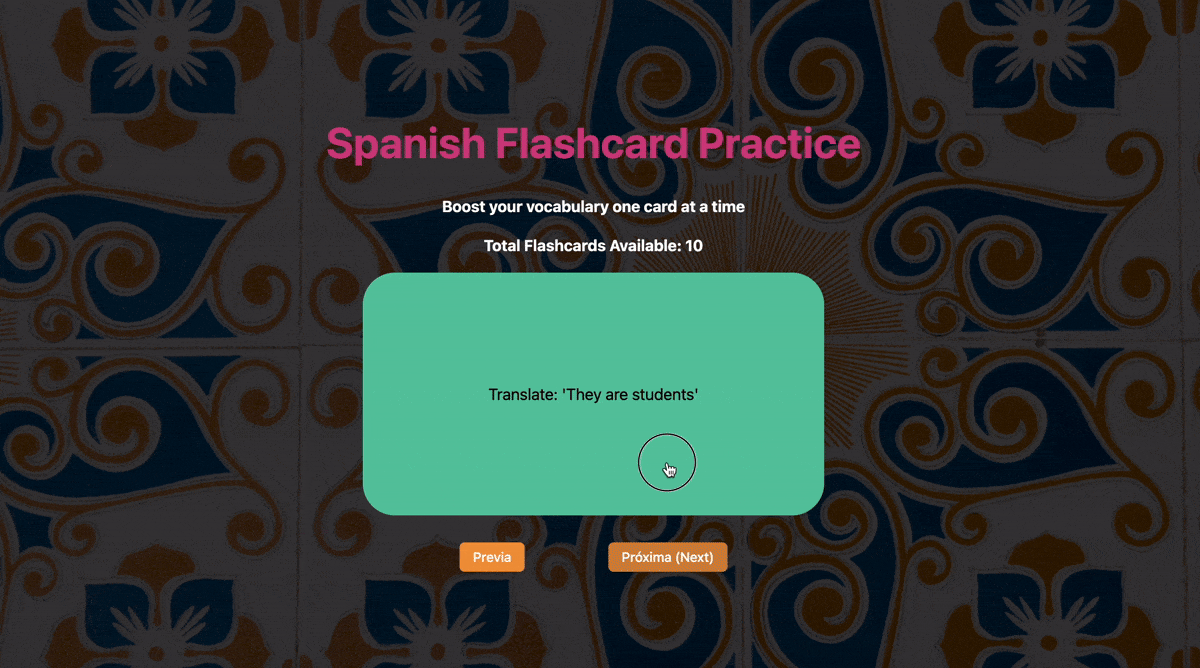 Spanish Flashcard Practice
Boost your vocabulary one card at a time
Total Flashcards Available: 10
Translate: 'They are students'
Previa
Próxima (Next)